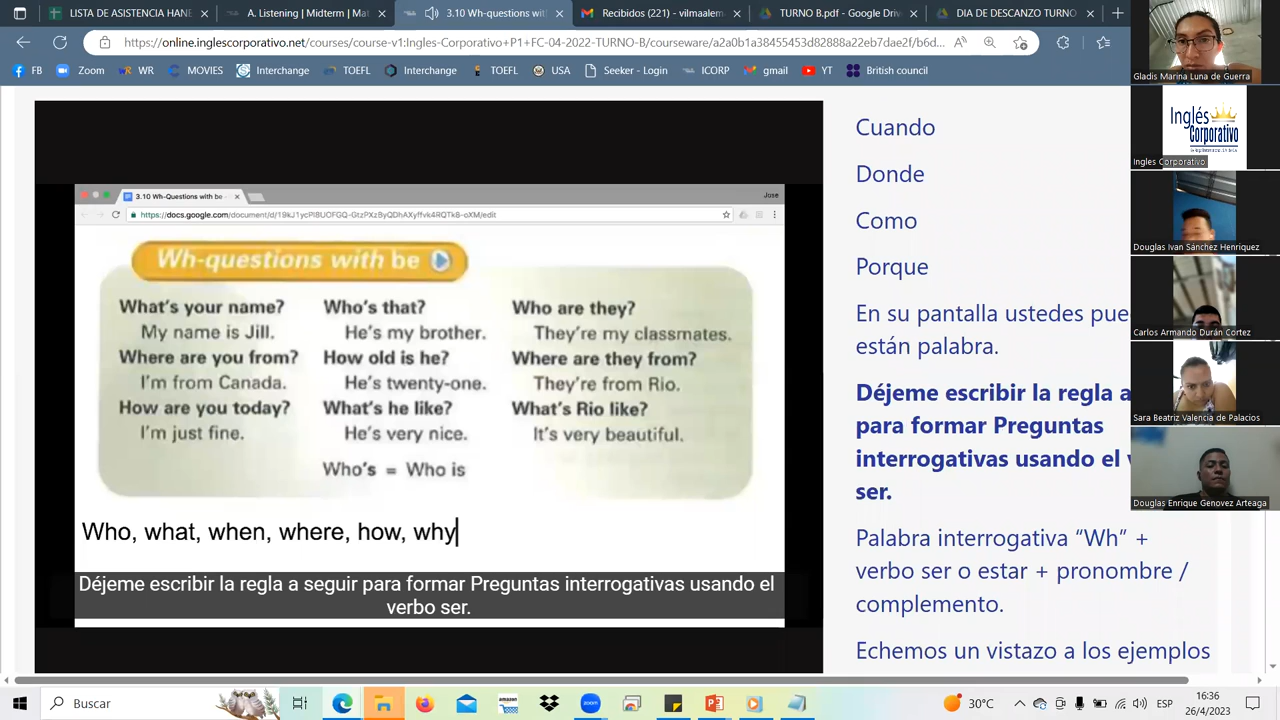 LISTA DE ASISTENCIA HANE
A. Listening | Midterm | Mat
3.10 Wh-Questions wit
Recibidos (221) - vilmaalem
TURNO B.pdf - Google Driv
DIA DE DESCANZO TURNO
https://online.inglescorporativo.net/courses/course-v1:Ingles-Corporativo+P1+FC-04-2022-TURNO-B/courseware/a2a0b1a38455453d82888a22eb7dae2f/b6d...
FB Zoom WR MOVIES Interchange TOEFL Interchange TOEFL USA Seeker - Login ICORP gmail YT British council
3.10 Wh-Questions with be
Jose
Wh-questions with be
What's your name?
My name is Jill.
Where are you from?
I'm from Canada.
How are you today?
I'm just fine.
Who's that?
He's my brother.
How old is he?
He's twenty-one.
What's he like?
He's very nice.
Who's = Who is
Who are they?
They're my classmates.
Where are they from?
They're from Rio.
What's Rio like?
It's very beautiful.
Who, what, when, where, how, why
Déjeme escribir la regla a seguir para formar Preguntas interrogativas usando el
verbo ser.
Cuando
Donde
Como
Porque
En su pantalla ustedes pue
están palabra.
Déjeme escribir la regla a
para formar Preguntas
interrogativas usando el
ser.
Palabra interrogativa “Wh” +
verbo ser o estar + pronombre /
complemento.
Echemos un vistazo a los ejemplos
Gladis Marina Luna de Guerra
Inglés
Corporativo
Ingles Corporativo
Douglas Ivan Sánchez Henriquez
Carlos Armando Durán Cortez
Sara Beatriz Valencia de Palacios
Douglas Enrique Genovez Arteaga
Buscar
30°C
ESP
16:36
26/4/2023